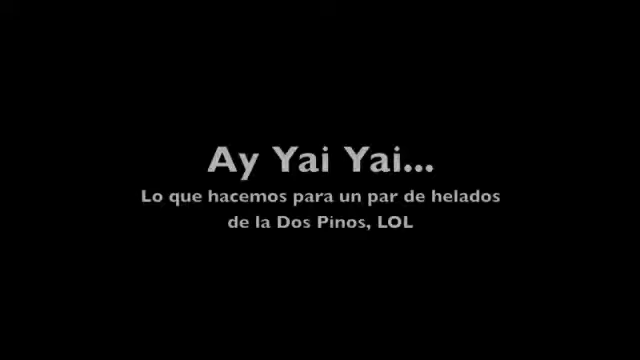 Ay Yai Yai...
Lo que hacemos para un par de helados
de la Dos Pinos, LOL